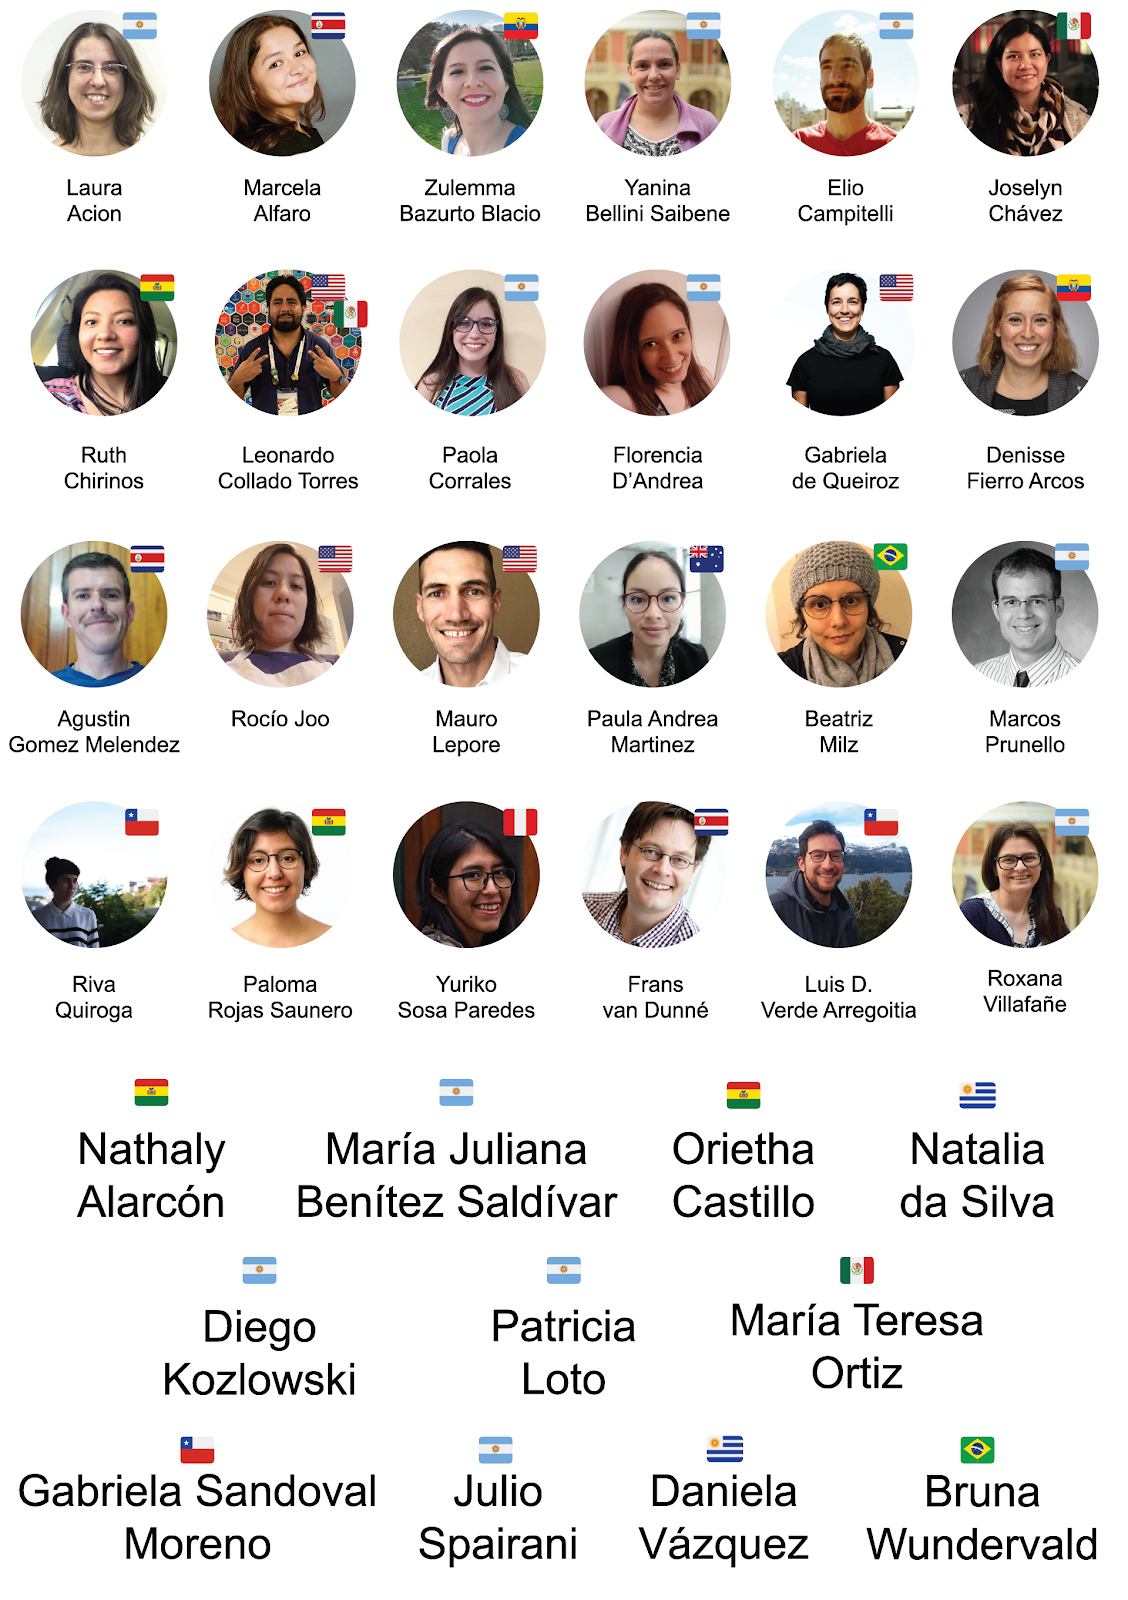 Laura
Acion
Marcela
Alfaro
Zulemma
Bazurto Blacio
Yanina
Bellini Saibene
Elio
Campitelli
Joselyn
Chávez
Ruth
Chirinos
Leonardo
Collado Torres
Paola
Corrales
Florencia
D'Andrea
Gabriela
de Queiroz
Denisse
Fierro Arcos
Agustin
Gomez Melendez
Rocío Joo
Mauro
Lepore
Paula Andrea
Martinez
Beatriz
Milz
Marcos
Prunello
Riva
Quiroga
Paloma
Rojas Saunero
Yuriko
Sosa Paredes
Frans
van Dunné
Luis D.
Verde Arregoitia
Roxana
Villafañe
Nathaly
Alarcón
María Juliana
Benítez Saldívar
Orietha
Castillo
Natalia
da Silva
Diego
Kozlowski
Patricia
Loto
María Teresa
Ortiz
Gabriela Sandoval
Moreno
Julio
Spairani
Daniela
Vázquez
Bruna
Wundervald